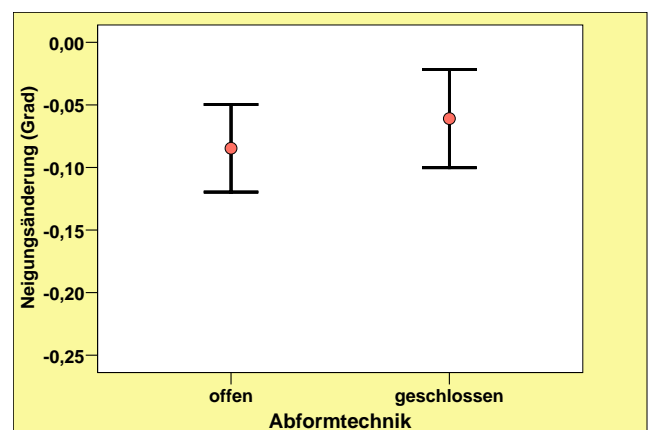 Neigungsänderung (Grad)
0,00
-0,05
-0,10
-0,15
-0,20
-0,25
offen geschlossen
Abformtechnik